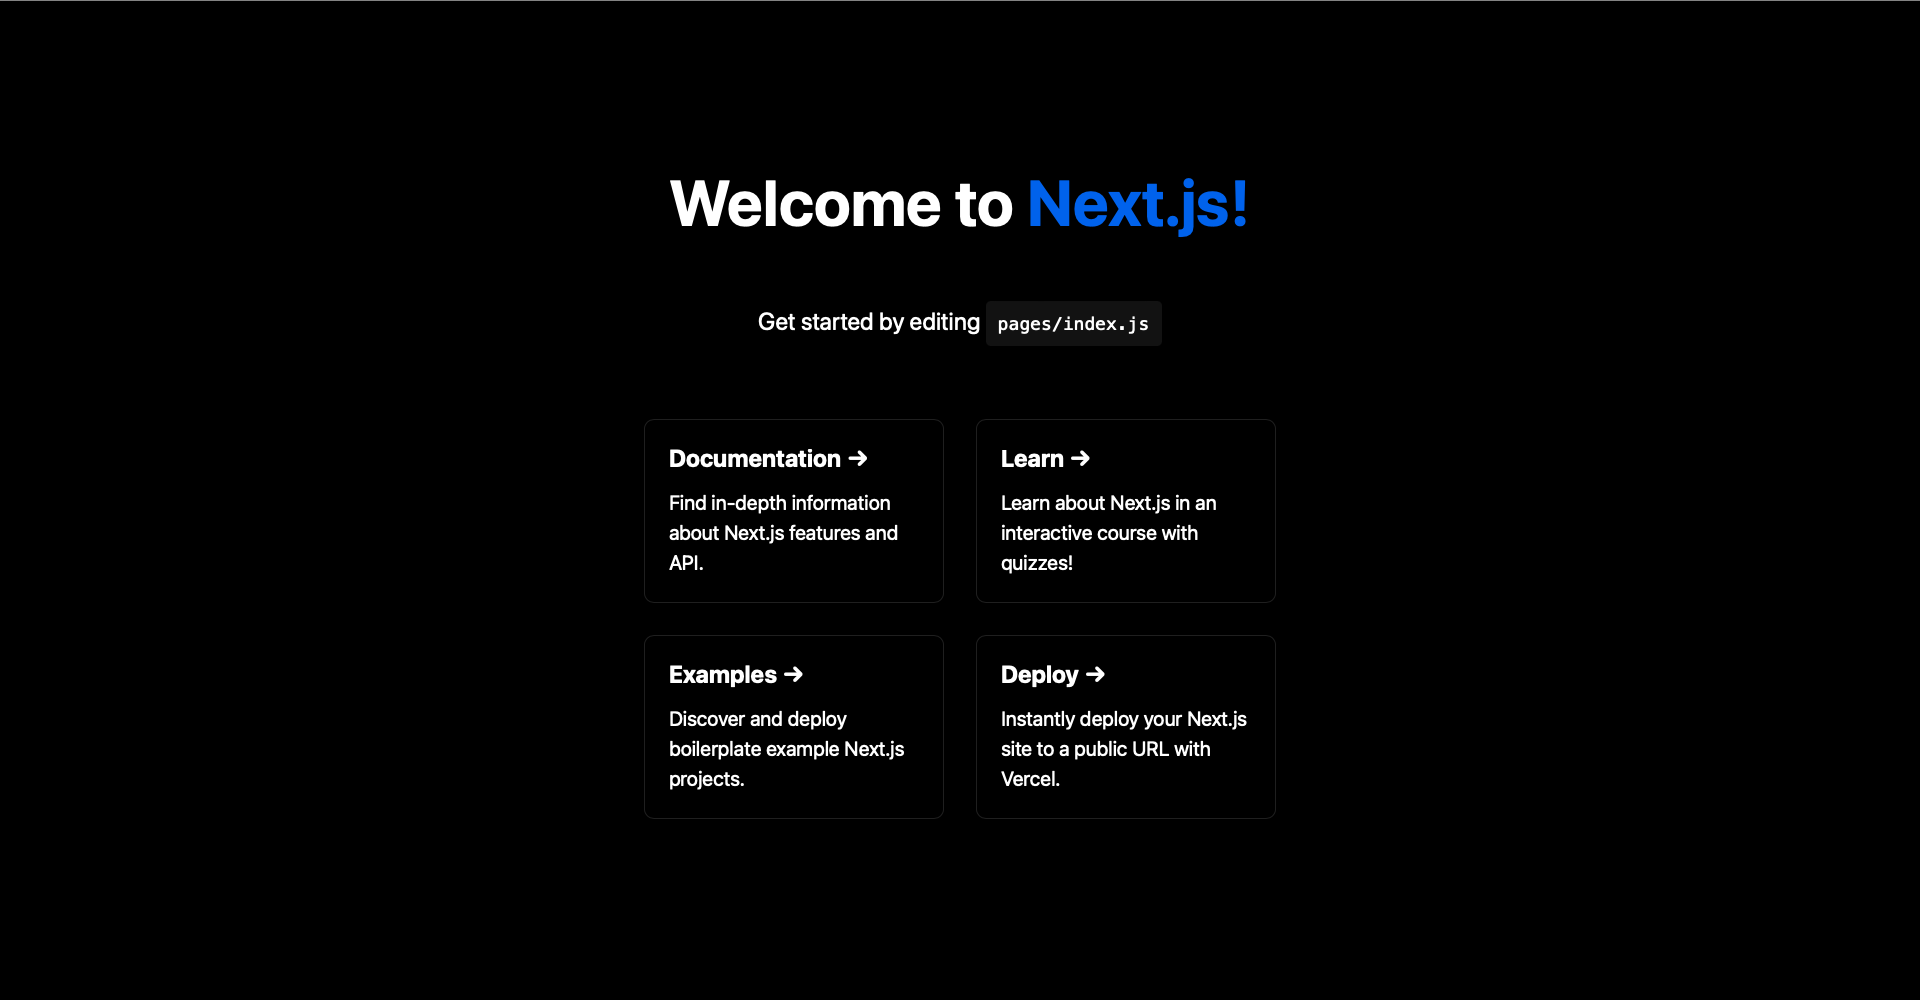 Welcome to Next.js!
Get started by editing pages/index.js
Documentation →
Find in-depth information
about Next.js features and
API.
Learn →
Learn about Next.js in an
interactive course with
quizzes!
Examples →
Discover and deploy
boilerplate example Next.js
projects.
Deploy →
Instantly deploy your Next.js
site to a public URL with
Vercel.